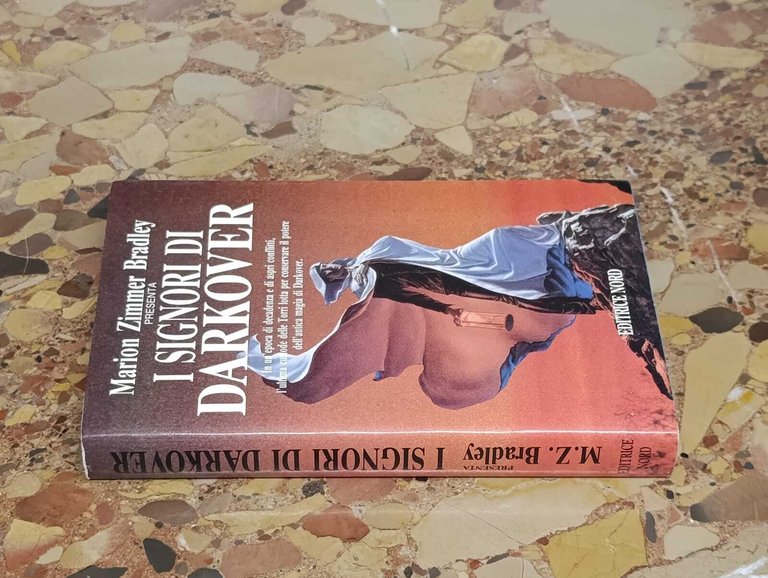 Marion Zimmer Bradley
PRESENTA
I SIGNORI DI
DARKOVER
In un'epoca di decadenza e di aspri conflitti,
l'ultima custode delle Torri lotta per conservare il potere
dell'antica magia di Darkover.
EDITRICE NORD
M.Z. Bradley
PRESENTA
I SIGNORI DI DARKOVER
EDITRICE
NORD